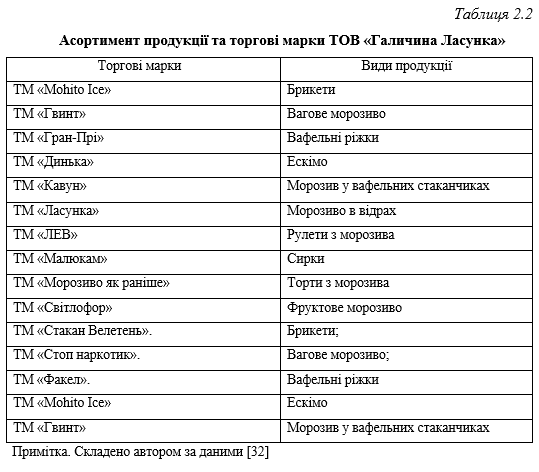 Таблиця 2.2
Асортимент продукції та торгові марки ТОВ «Галичина Ласунка»
Торгові марки Види продукції
ТМ «Mohito Ice» Брикети
ТМ «Гвинт» Вагове морозиво
ТМ «Гран-Прі» Вафельні ріжки
ТМ «Динька» Ескімо
ТМ «Кавун» Морозив у вафельних стаканчиках
ТМ «Ласунка» Морозиво в відрах
ТМ «ЛЕВ» Рулети з морозива
ТМ «Малюкам» Сирки
ТМ «Морозиво як раніше» Торти з морозива
ТМ «Світлофор» Фруктове морозиво
ТМ «Стакан Велетень». Брикети;
ТМ «Стоп наркотик». Вагове морозиво;
ТМ «Факел». Вафельні ріжки
ТМ «Mohito Ice» Ескімо
ТМ «Гвинт» Морозив у вафельних стаканчиках
Примітка. Складено автором за даними [32]